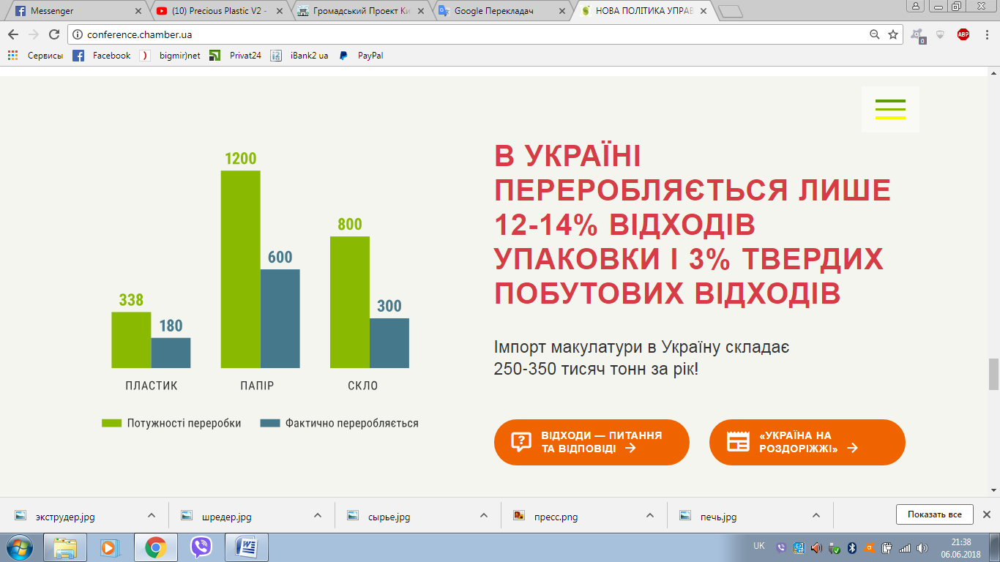 Messenger
(10) Precious Plastic V2 -
Громадський Проект Ки
Google Перекладач
НОВА ПОЛІТИКА УПРАВ
conference.chamber.ua
0
ABP
Сервисы
Facebook
bigmir)net
Privat24
iBank2 ua
PayPal
1200
800
600
338
300
180
ПЛАСТИК
ПАПІР
СКЛО
Потужності переробки
Фактично переробляється
В УКРАЇНІ
ПЕРЕРОБЛЯЄТЬСЯ ЛИШЕ
12-14% ВІДХОДІВ
УПАКОВКИ І 3% ТВЕРДИХ
ПОБУТОВИХ ВІДХОДІВ
Імпорт макулатури в Україну складає
250-350 тисяч тонн за рік!
ВІДХОДИ — ПИТАННЯ
ТА ВІДПОВІДІ →
«УКРАЇНА НА
РОЗДОРІЖЖІ» →
экструдер.jpg
шредер.jpg
сырье.jpg
пресс.png
печь.jpg
Показать все
UK
21:38
06.06.2018